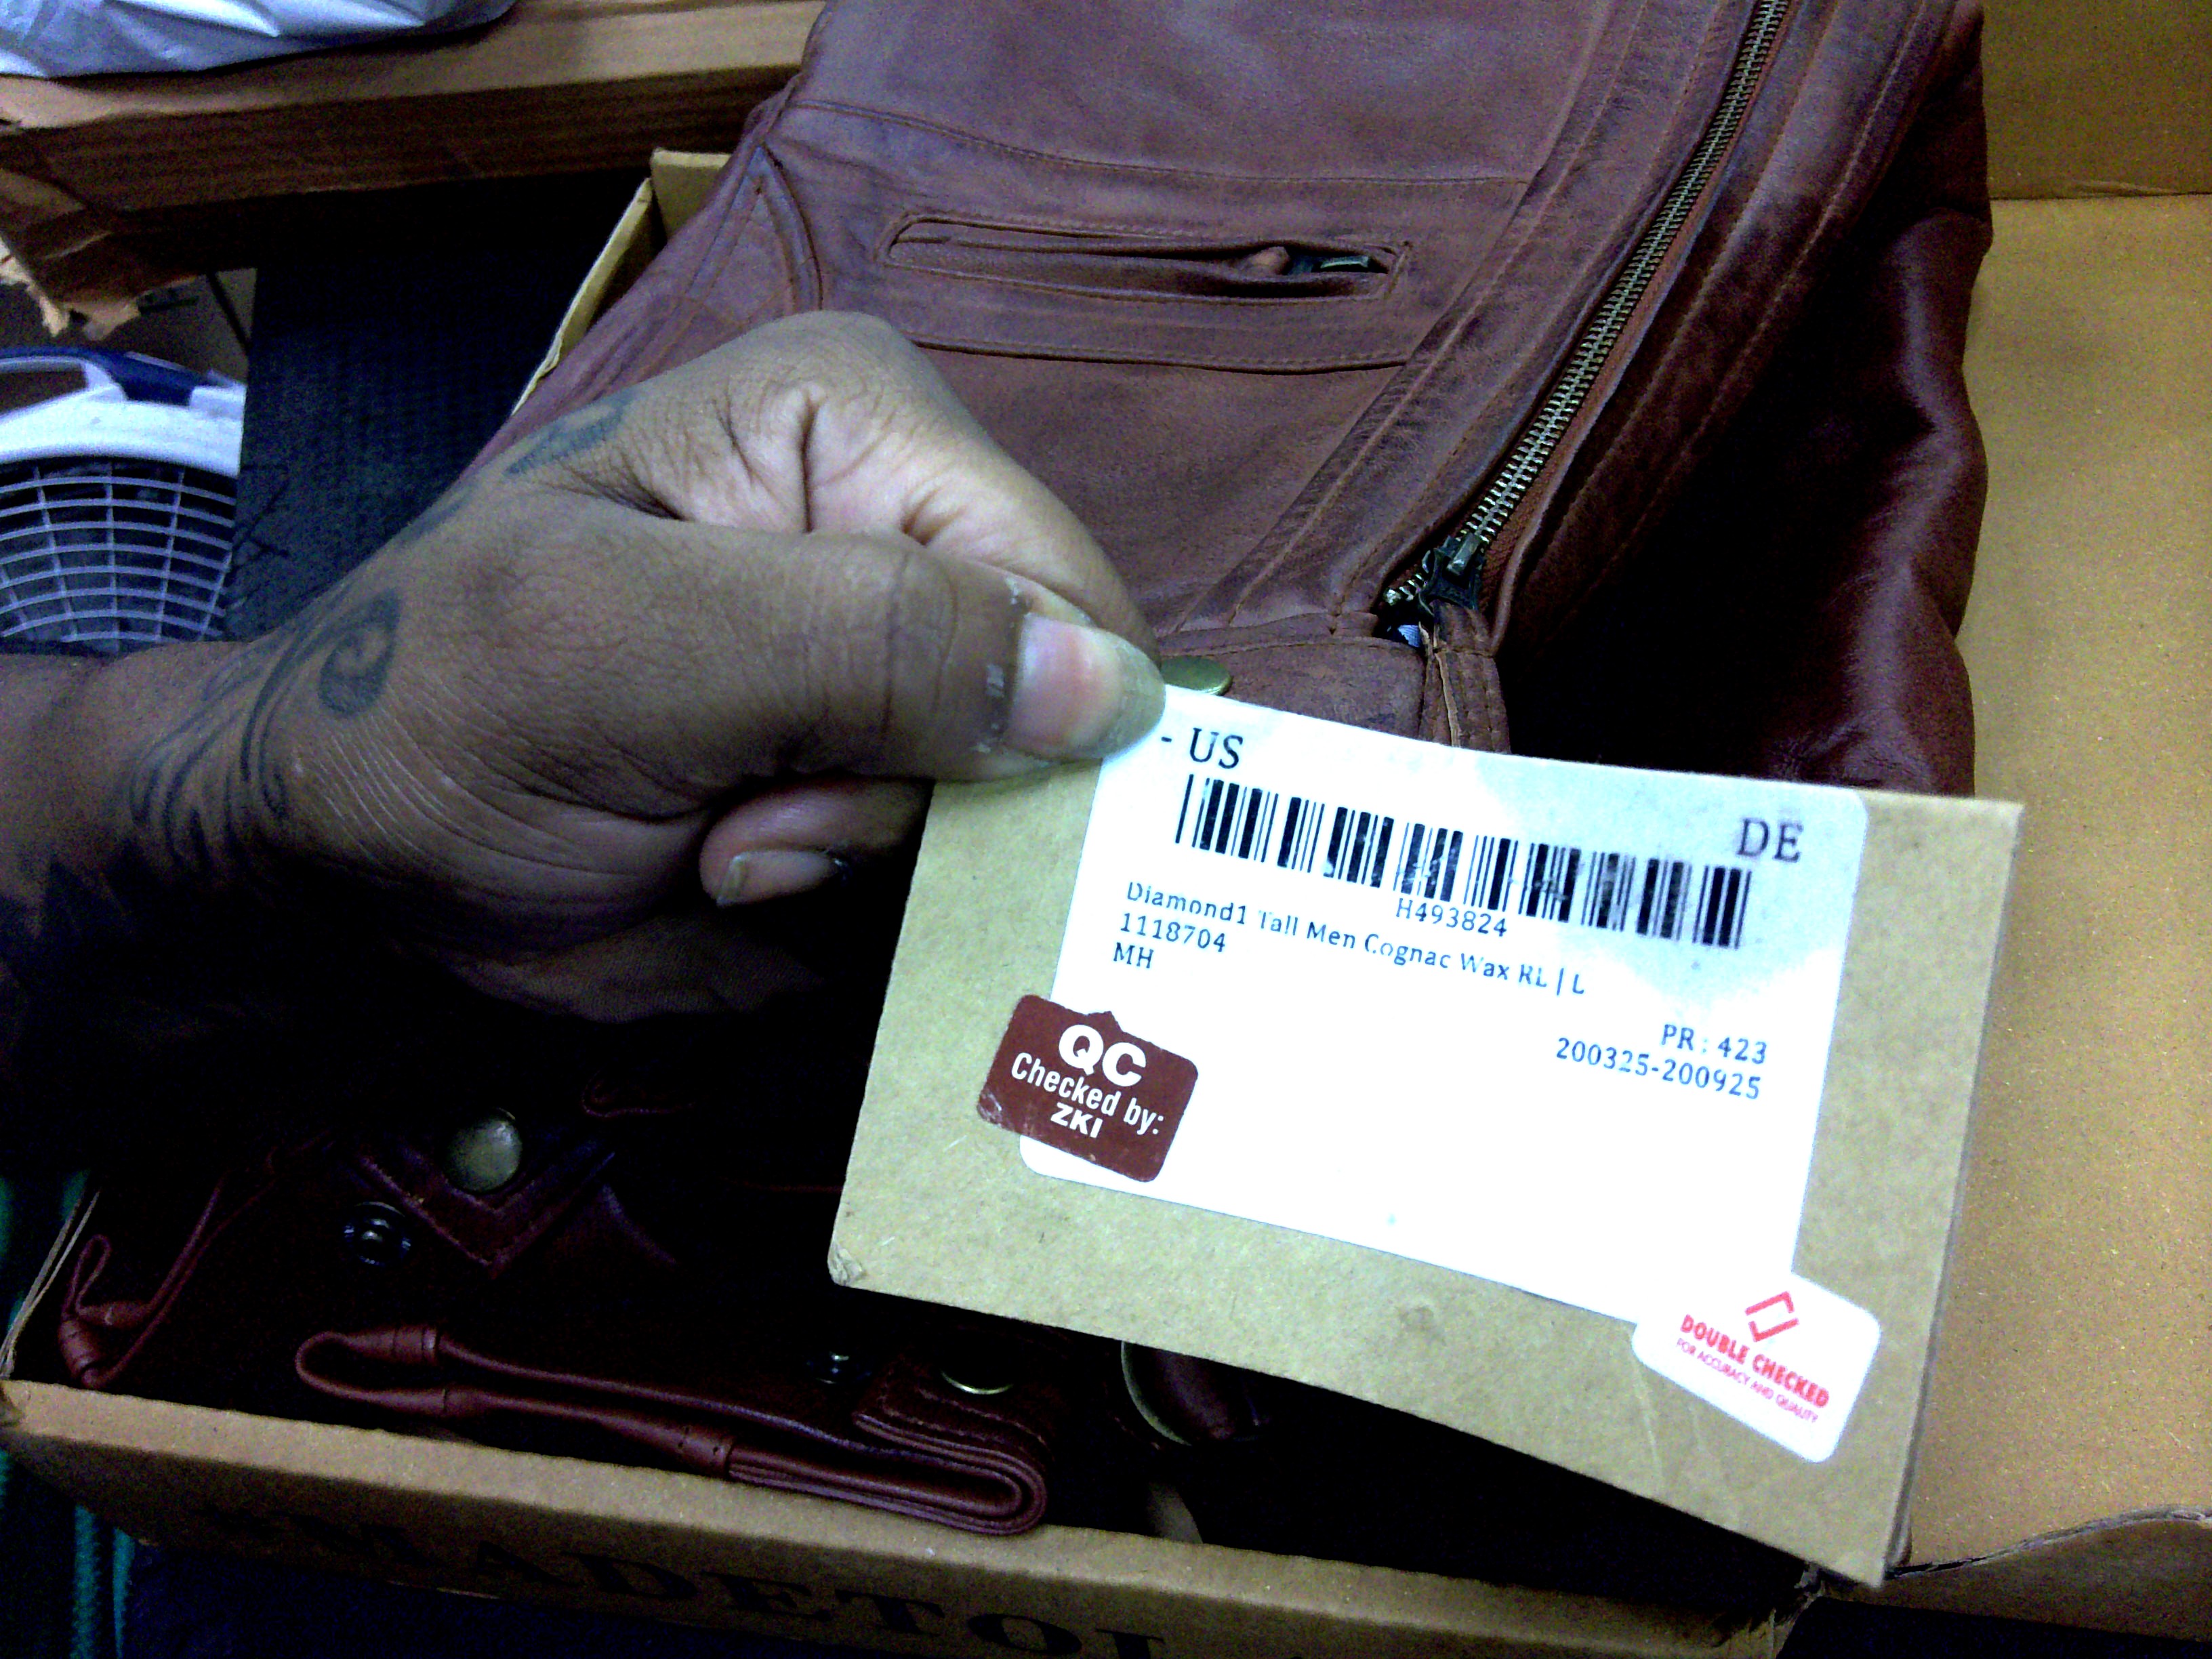 - US
DE
H493824
Diamond1 Tall Men Cognac Wax RL | L
1118704
MH
PR : 423
200325-200925
QC
Checked by:
ZKI
DOUBLE CHECKED
FOR ACCURACY AND QUALITY
MADETO